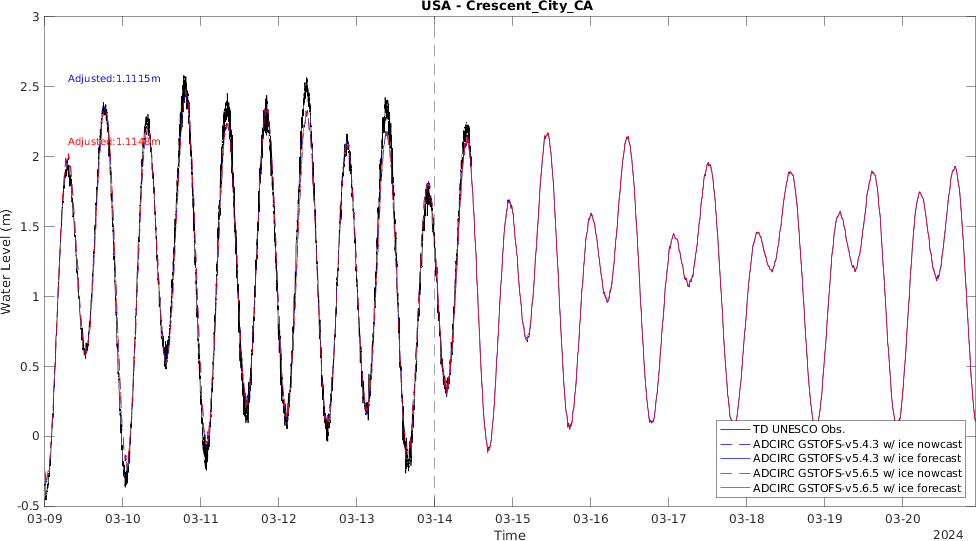 USA - Crescent_City_CA
3
Adjusted:1.1115m
2.5
Adjusted:1.1148m
2
1.5
Water Level (m)
1
0.5
0
-0.5
TD UNESCO Obs.
ADCIRC GSTOFS-v5.4.3 w/ ice nowcast
ADCIRC GSTOFS-v5.4.3 w/ ice forecast
ADCIRC GSTOFS-v5.6.5 w/ ice nowcast
ADCIRC GSTOFS-v5.6.5 w/ ice forecast
03-09 03-10 03-11 03-12 03-13 03-14 03-15 03-16 03-17 03-18 03-19 03-20
Time
2024